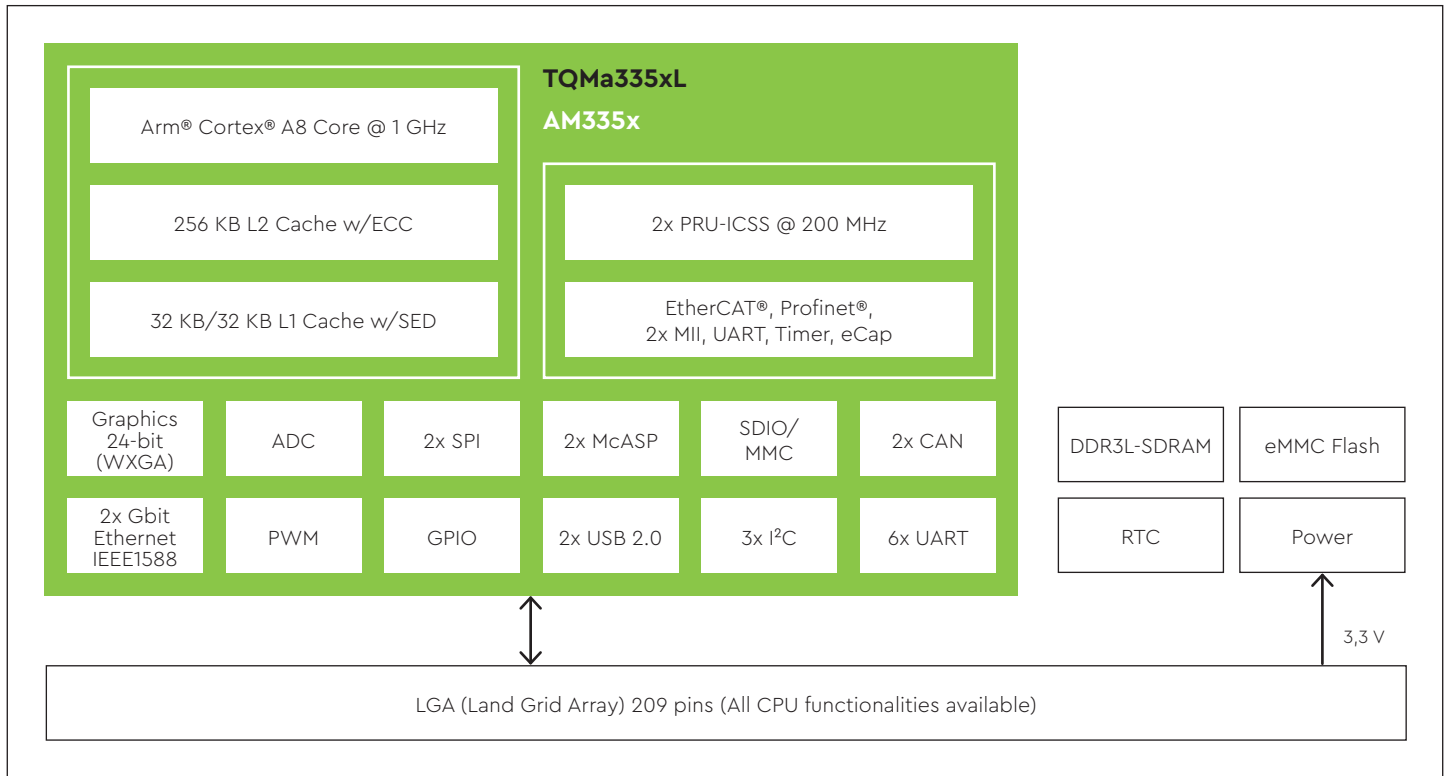 TQMa335xL
AM335x
Arm® Cortex® A8 Core @ 1 GHz
256 KB L2 Cache w/ECC
32 KB/32 KB L1 Cache w/SED
2x PRU-ICSS @ 200 MHz
EtherCAT®, Profinet®,
2x MII, UART, Timer, eCap
Graphics
24-bit
(WXGA)
ADC
2x SPI
2x McASP
SDIO/
MMC
2x CAN
2x Gbit
Ethernet
IEEE1588
PWM
GPIO
2x USB 2.0
3x I²C
6x UART
DDR3L-SDRAM
eMMC Flash
RTC
Power
3,3 V
LGA (Land Grid Array) 209 pins (All CPU functionalities available)